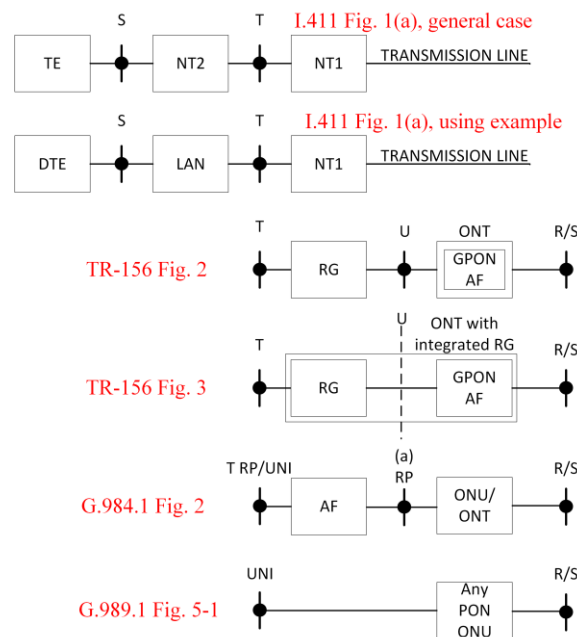 S T I.411 Fig. 1(a), general case
TE NT2 NT1 TRANSMISSION LINE
S T I.411 Fig. 1(a), using example
DTE LAN NT1 TRANSMISSION LINE
T U ONT R/S
TR-156 Fig. 2 RG GPON
AF
U ONT with
T integrated RG R/S
TR-156 Fig. 3 RG GPON
AF
(a)
T RP/UNI RP R/S
G.984.1 Fig. 2 AF ONU/
ONT
UNI R/S
G.989.1 Fig. 5-1 Any
PON
ONU